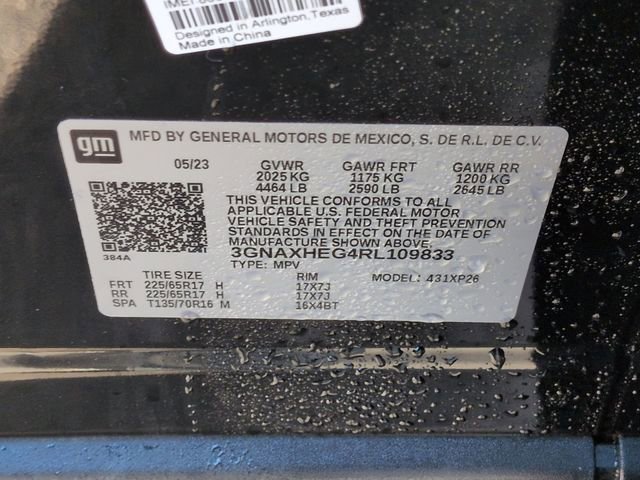 Designed in Arlington,Texas
Made in China
gm
MFD BY GENERAL MOTORS DE MEXICO, S. DE R.L. DE C.V.
05/23 GVWR GAWR FRT GAWR RR
2025 KG 1175 KG 1200 KG
4464 LB 2590 LB 2645 LB
THIS VEHICLE CONFORMS TO ALL
APPLICABLE U.S. FEDERAL MOTOR
VEHICLE SAFETY AND THEFT PREVENTION
STANDARDS IN EFFECT ON THE DATE OF
MANUFACTURE SHOWN ABOVE.
3GNAXHEG4RL109833
384A TYPE: MPV
TIRE SIZE RIM MODEL: 431XP26
FRT 225/65R17 H 17X7J
RR 225/65R17 H 17X7J
SPA T135/70R16 M 16X4BT